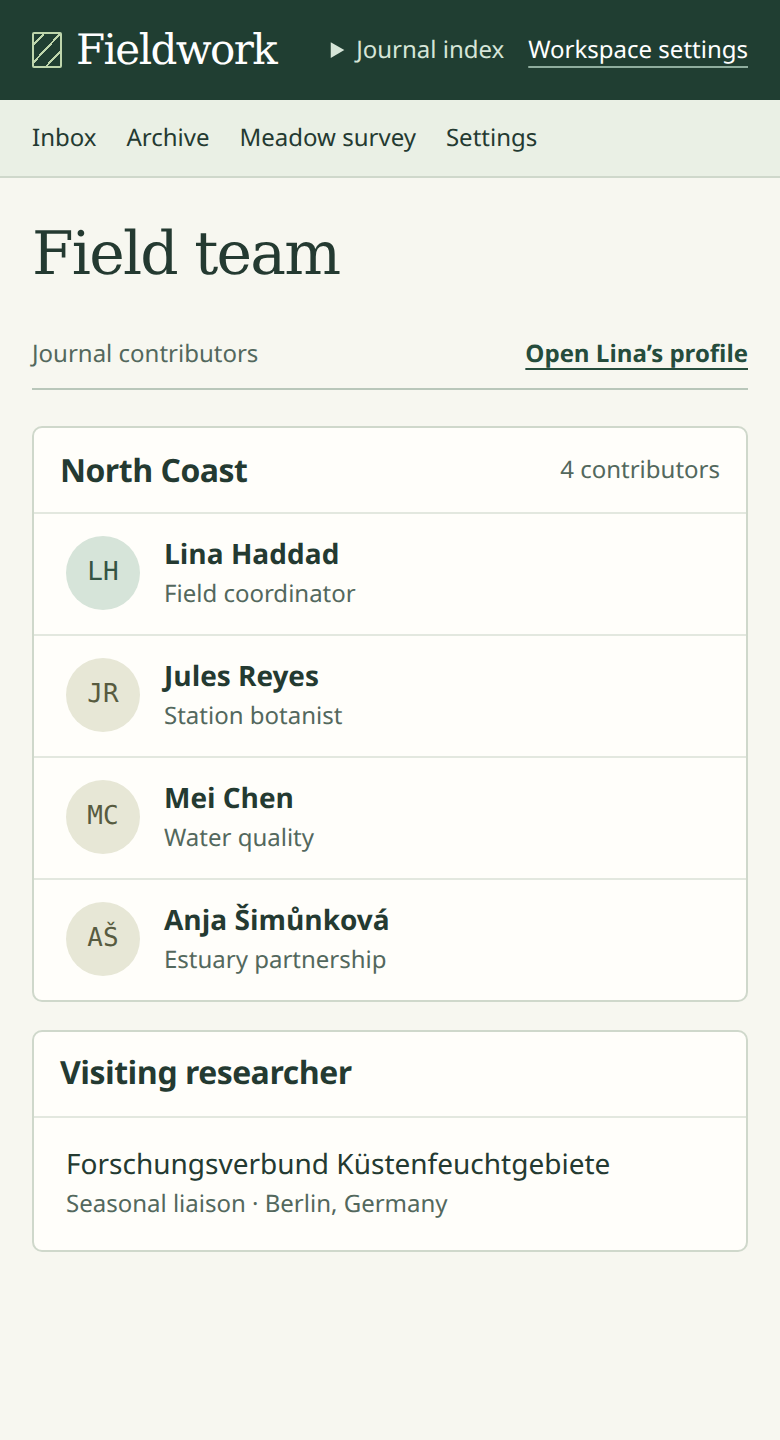 Fieldwork ▶ Journal index Workspace settings
Inbox Archive Meadow survey Settings
Field team
Journal contributors Open Lina’s profile
North Coast 4 contributors
LH Lina Haddad
Field coordinator
JR Jules Reyes
Station botanist
MC Mei Chen
Water quality
AŠ Anja Šimůnková
Estuary partnership
Visiting researcher
Forschungsverbund Küstenfeuchtgebiete
Seasonal liaison · Berlin, Germany